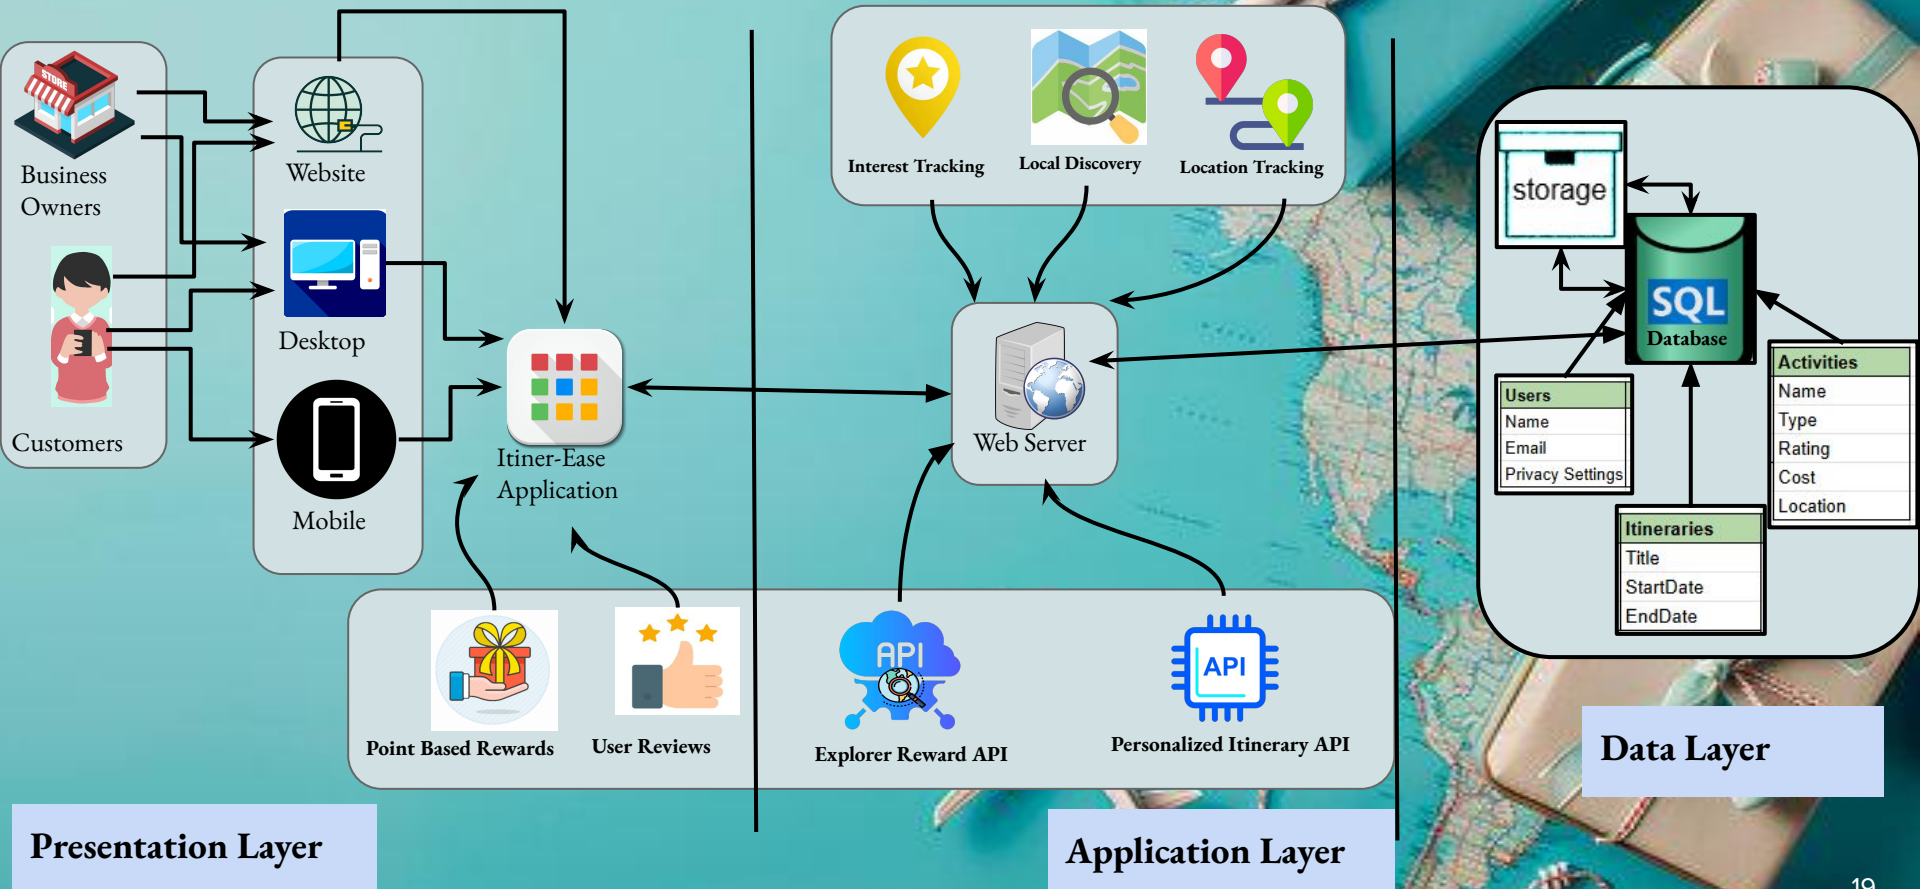 STORE
Business
Owners
Customers
Website
Desktop
Mobile
Itiner-Ease
Application
Interest Tracking
Local Discovery
Location Tracking
Web Server
Point Based Rewards
User Reviews
API
Explorer Reward API
API
Personalized Itinerary API
storage
SQL
Database
Users
Name
Email
Privacy Settings
Itineraries
Title
StartDate
EndDate
Activities
Name
Type
Rating
Cost
Location
Presentation Layer
Application Layer
Data Layer
19